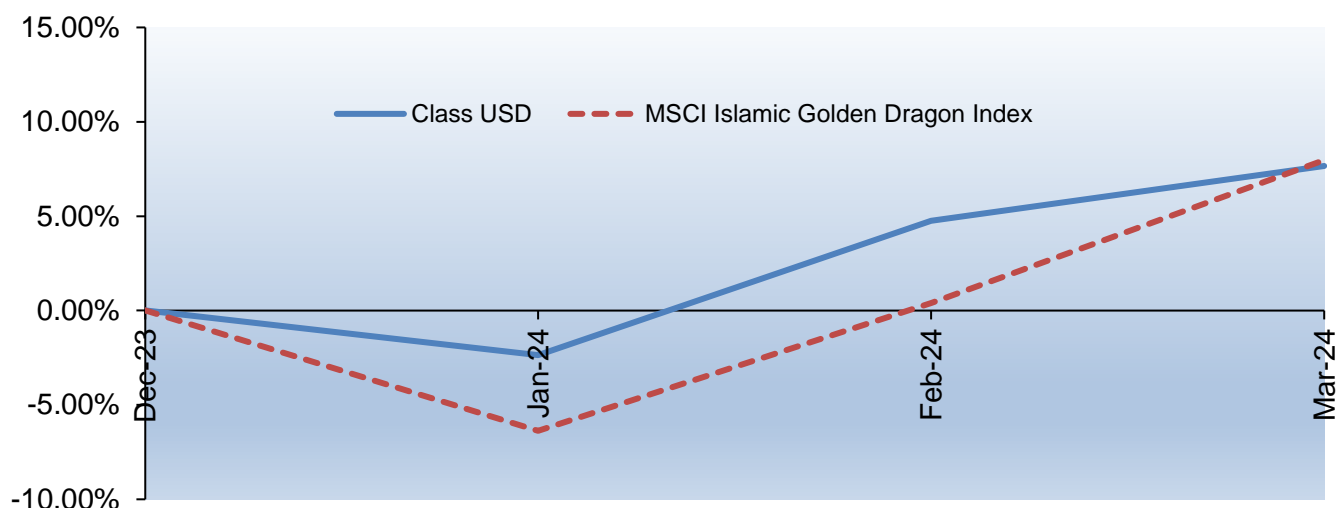 15.00%
10.00%
Class USD
MSCI Islamic Golden Dragon Index
5.00%
0.00%
-5.00%
-10.00%
Dec-23
Jan-24
Feb-24
Mar-24